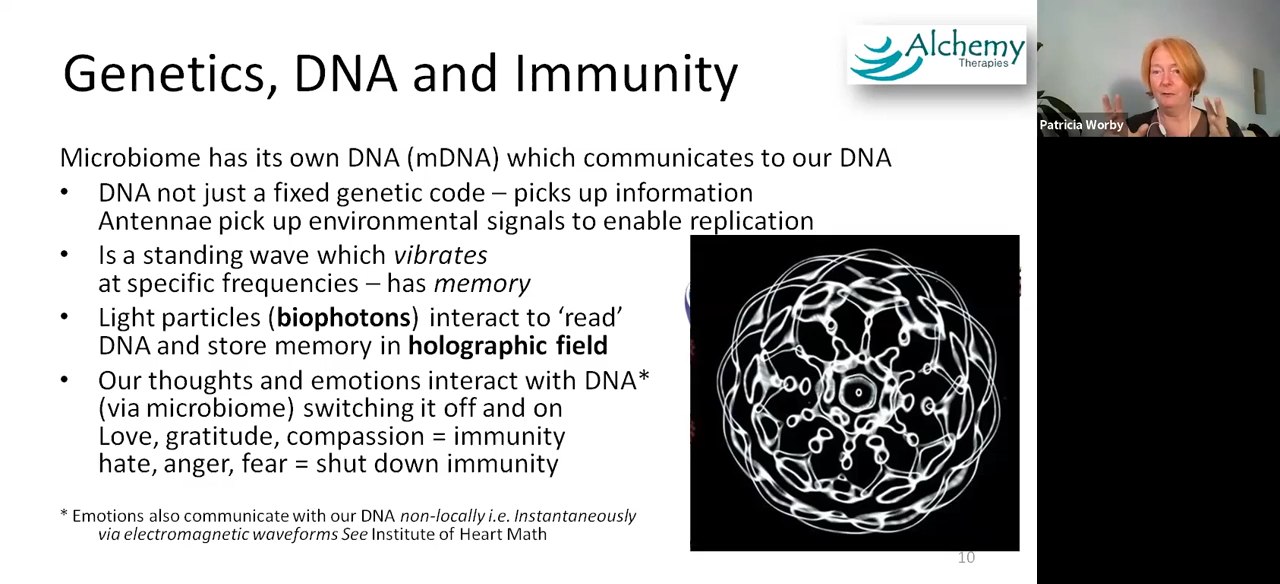 Genetics, DNA and Immunity
Alchemy
Therapies
Patricia Worby
Microbiome has its own DNA (mDNA) which communicates to our DNA
• DNA not just a fixed genetic code – picks up information
Antennae pick up environmental signals to enable replication
• Is a standing wave which vibrates
at specific frequencies – has memory
• Light particles (biophotons) interact to ‘read’
DNA and store memory in holographic field
• Our thoughts and emotions interact with DNA*
(via microbiome) switching it off and on
Love, gratitude, compassion = immunity
hate, anger, fear = shut down immunity
* Emotions also communicate with our DNA non-locally i.e. Instantaneously
via electromagnetic waveforms See Institute of Heart Math
10